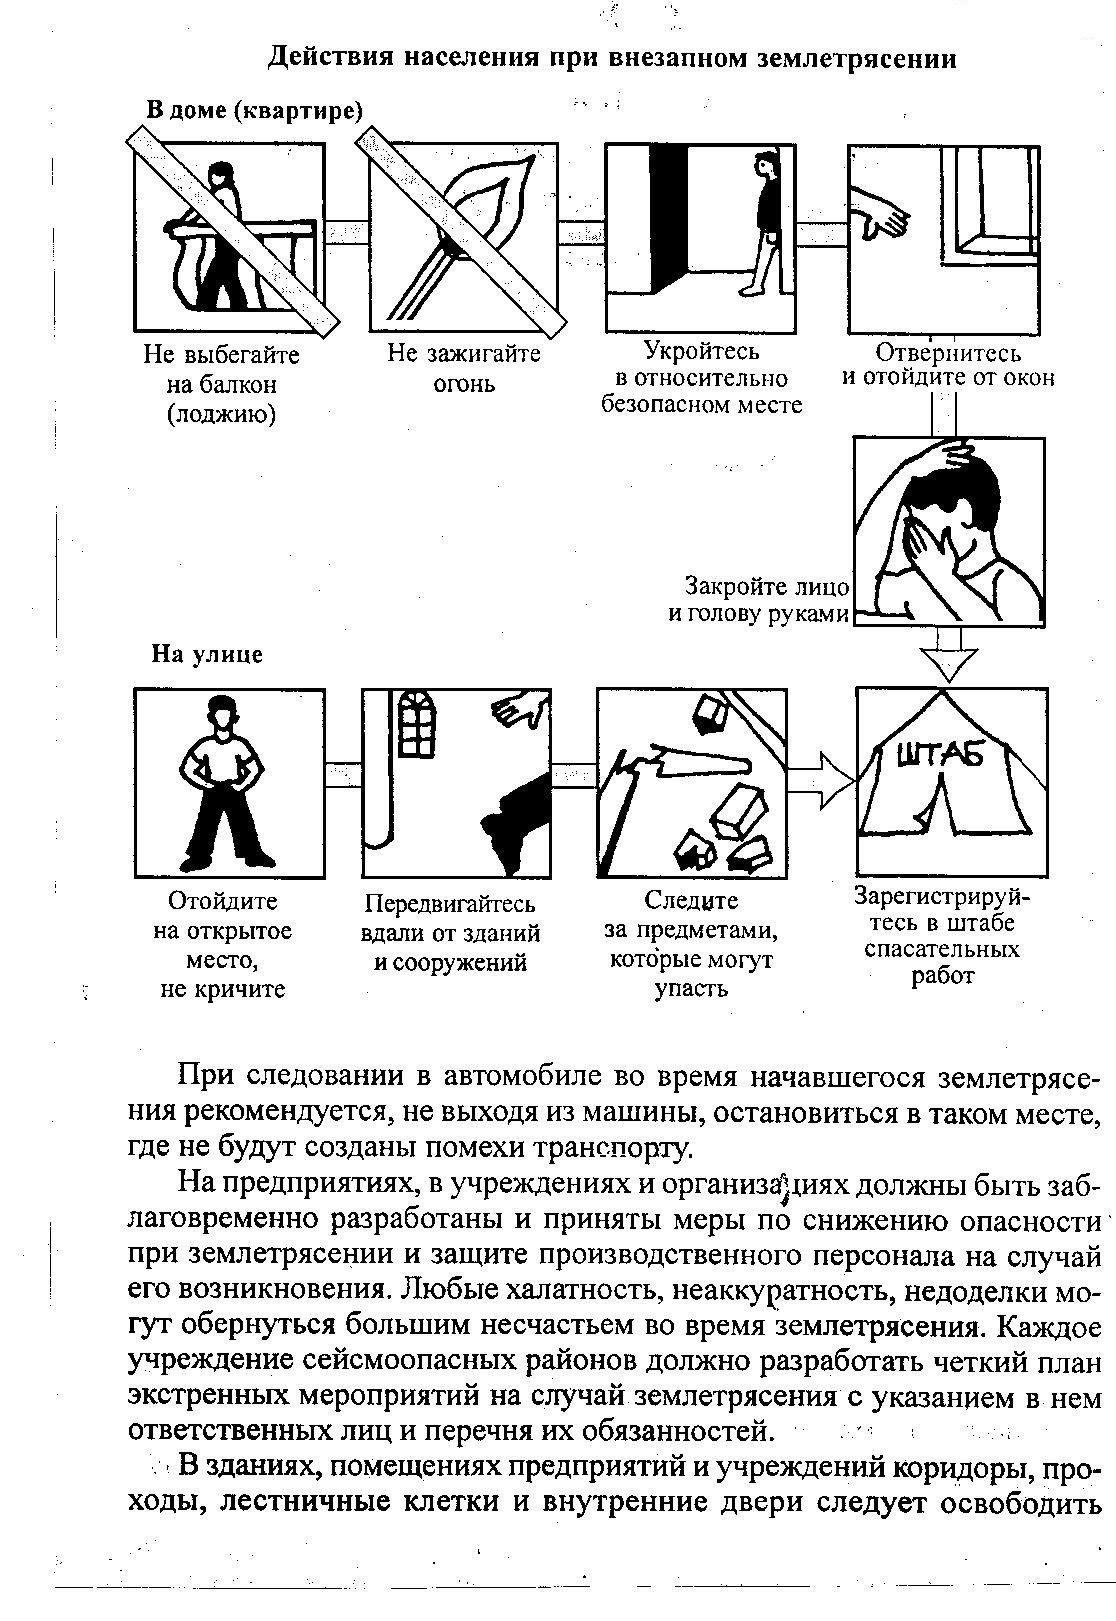 Действия населения при внезапном землетрясении
В доме (квартире)
Не выбегайте
на балкон
(лоджию)
Не зажигайте
огонь
Укройтесь
в относительно
безопасном месте
Отвернитесь
и отойдите от окон
Закройте лицо
и голову руками
На улице
ШТАБ
Отойдите
на открытое
место,
не кричите
Передвигайтесь
вдали от зданий
и сооружений
Следите
за предметами,
которые могут
упасть
Зарегистрируй-
тесь в штабе
спасательных
работ
При следовании в автомобиле во время начавшегося землетрясе-
ния рекомендуется, не выходя из машины, остановиться в таком месте,
где не будут созданы помехи транспорту.
На предприятиях, в учреждениях и организациях должны быть заб-
лаговременно разработаны и приняты меры по снижению опасности
при землетрясении и защите производственного персонала на случай
его возникновения. Любые халатность, неаккуратность, недоделки мо-
гут обернуться большим несчастьем во время землетрясения. Каждое
учреждение сейсмоопасных районов должно разработать четкий план
экстренных мероприятий на случай землетрясения с указанием в нем
ответственных лиц и перечня их обязанностей.
В зданиях, помещениях предприятий и учреждений коридоры, про-
ходы, лестничные клетки и внутренние двери следует освободить